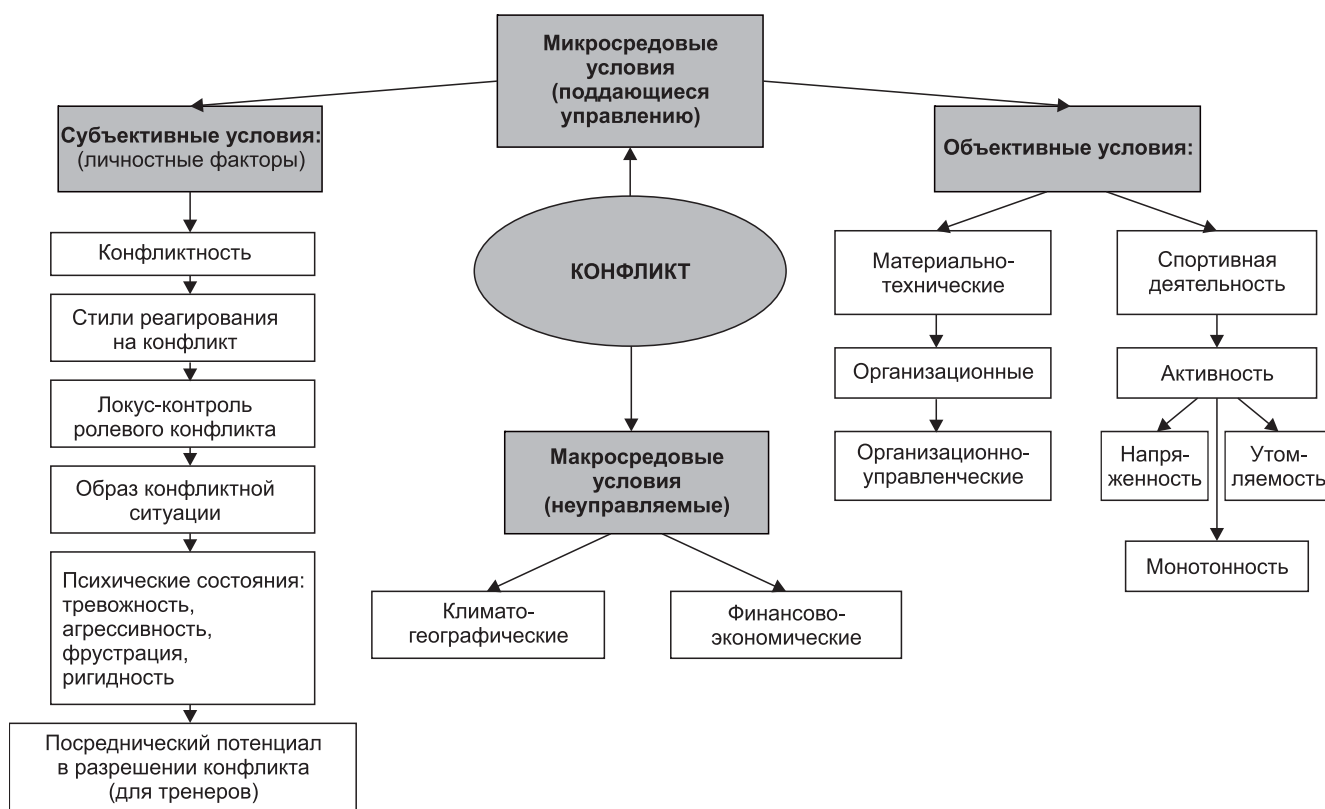 Микросредовые
условия
(поддающиеся
управлению)
Субъективные условия:
(личностные факторы)
Объективные условия:
Конфликтность
Стили реагирования
на конфликт
Локус-контроль
ролевого конфликта
Образ конфликтной
ситуации
Психические состояния:
тревожность,
агрессивность,
фрустрация,
ригидность
Посреднический потенциал
в разрешении конфликта
(для тренеров)
КОНФЛИКТ
Макросредовые
условия
(неуправляемые)
Климато-
географические
Финансово-
экономические
Материально-
технические
Организационные
Организационно-
управленческие
Спортивная
деятельность
Активность
Напря-
женность
Утом-
ляемость
Монотонность